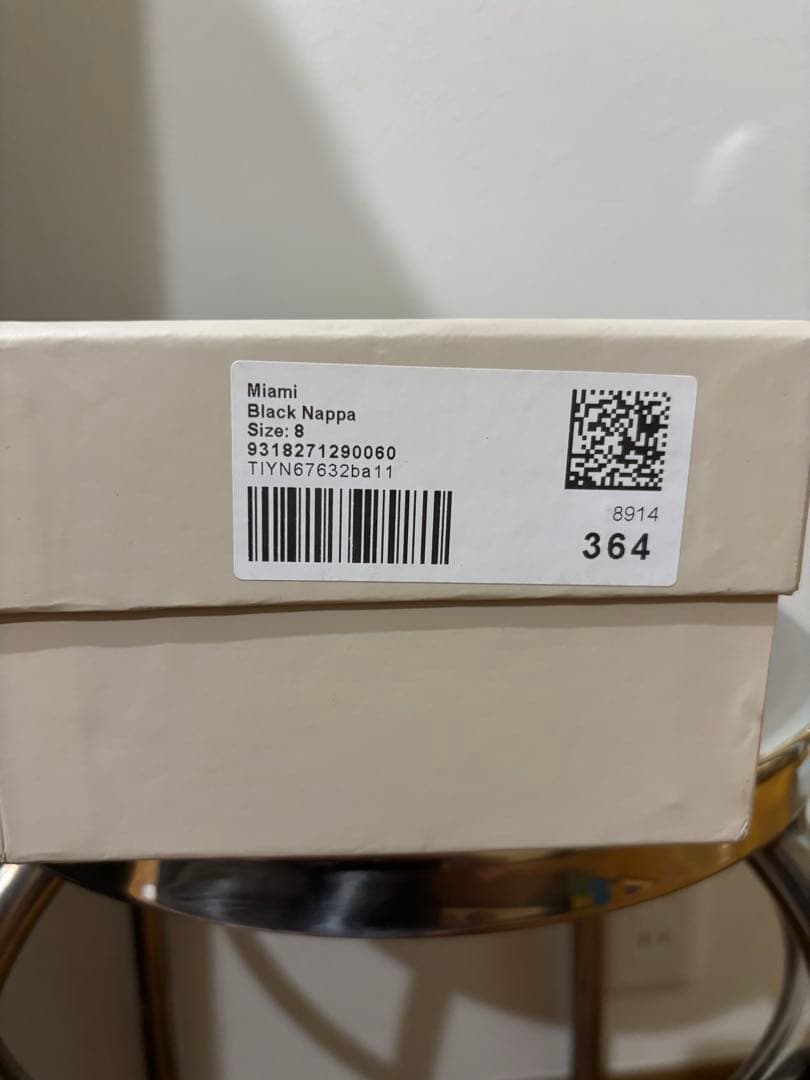 Miami
Black Nappa
Size: 8
9318271290060
TIYN67632ba11
8914
364